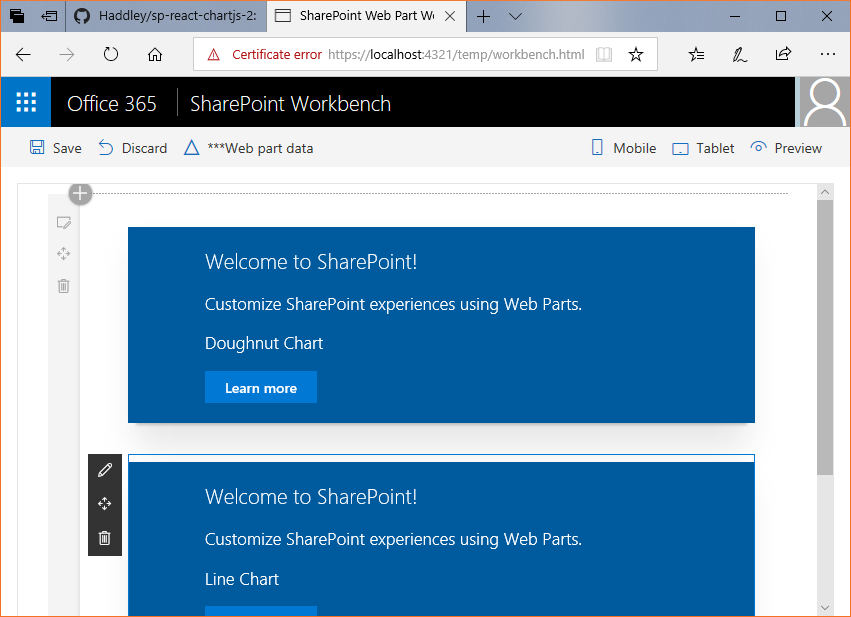 Haddley/sp-react-chartjs-2:
SharePoint Web Part Wo
Certificate error https://localhost:4321/temp/workbench.html
Office 365 SharePoint Workbench
Save Discard ***Web part data Mobile Tablet Preview
Welcome to SharePoint!
Customize SharePoint experiences using Web Parts.
Doughnut Chart
Learn more
Welcome to SharePoint!
Customize SharePoint experiences using Web Parts.
Line Chart